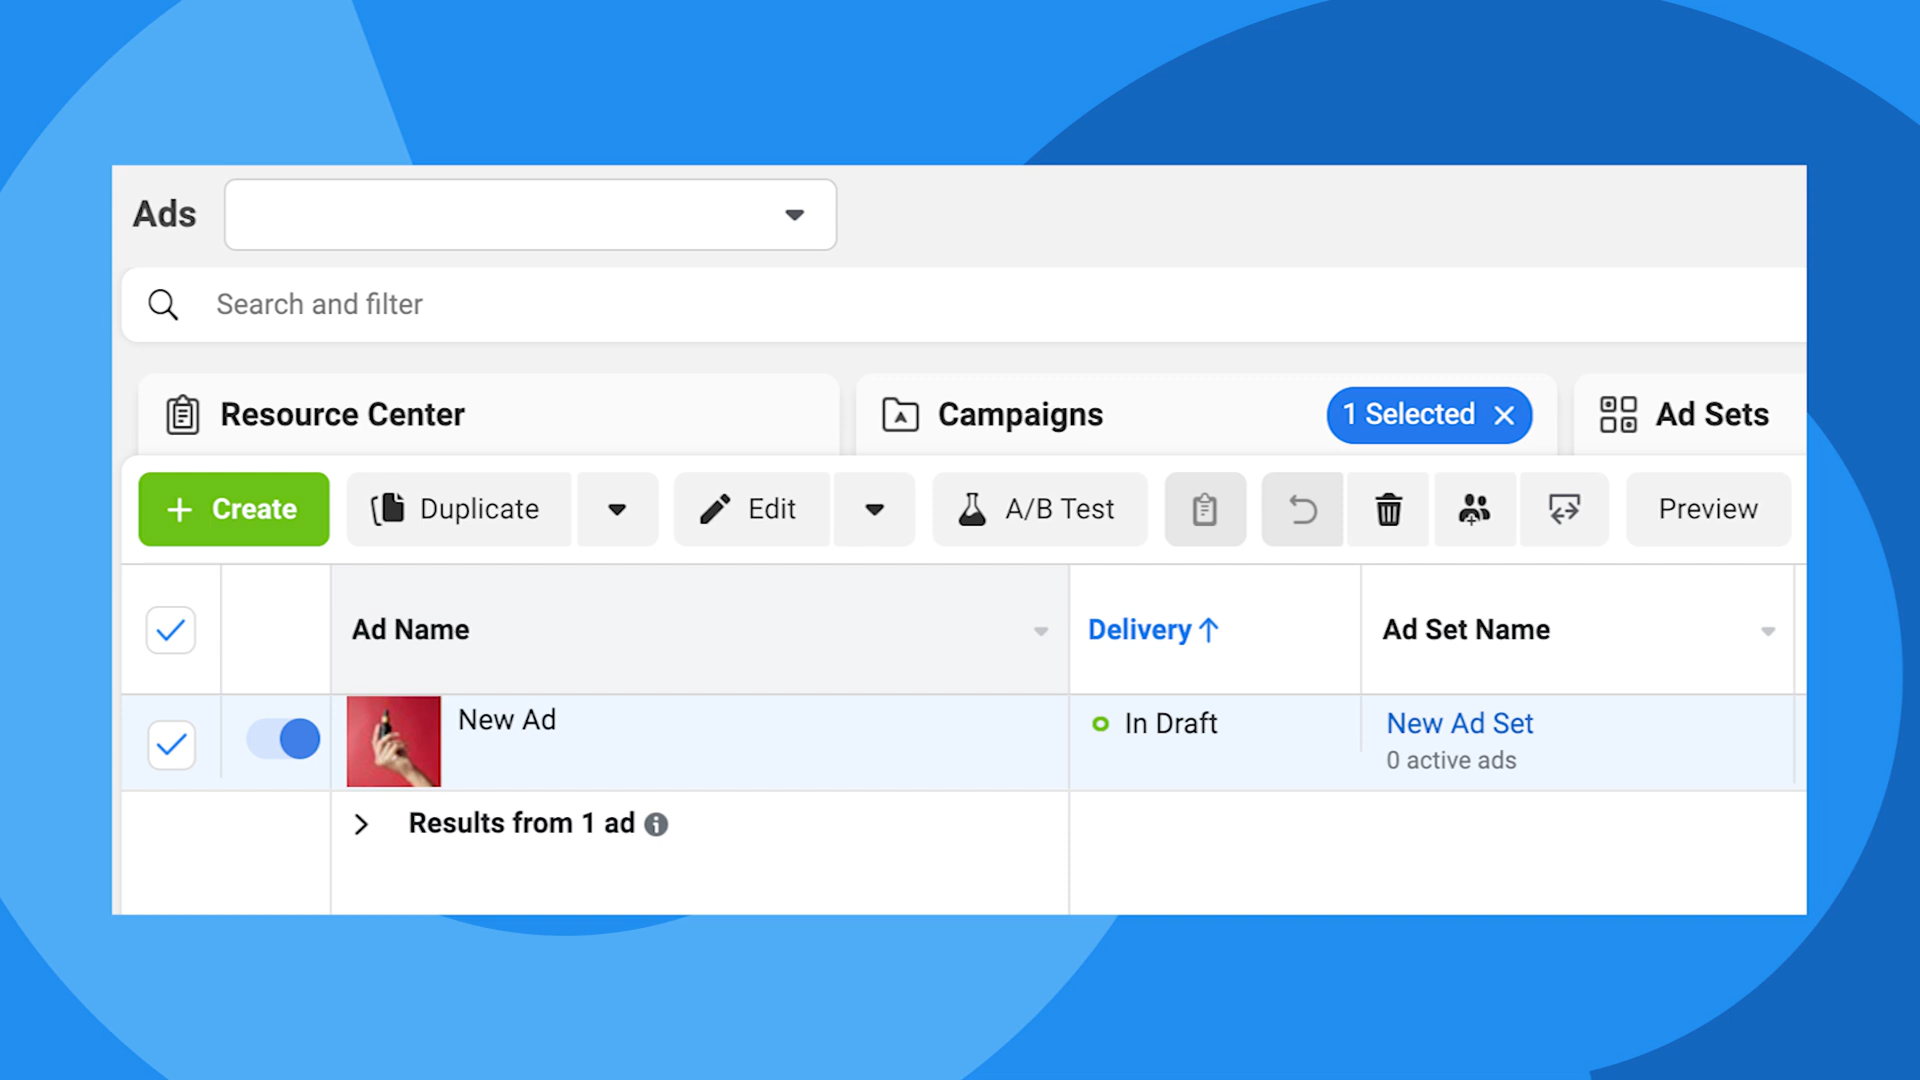 Ads
Search and filter
Resource Center
Campaigns
1 Selected
Ad Sets
+ Create
Duplicate
Edit
A/B Test
Preview
Ad Name
Delivery ↑
Ad Set Name
New Ad
In Draft
New Ad Set
0 active ads
Results from 1 ad